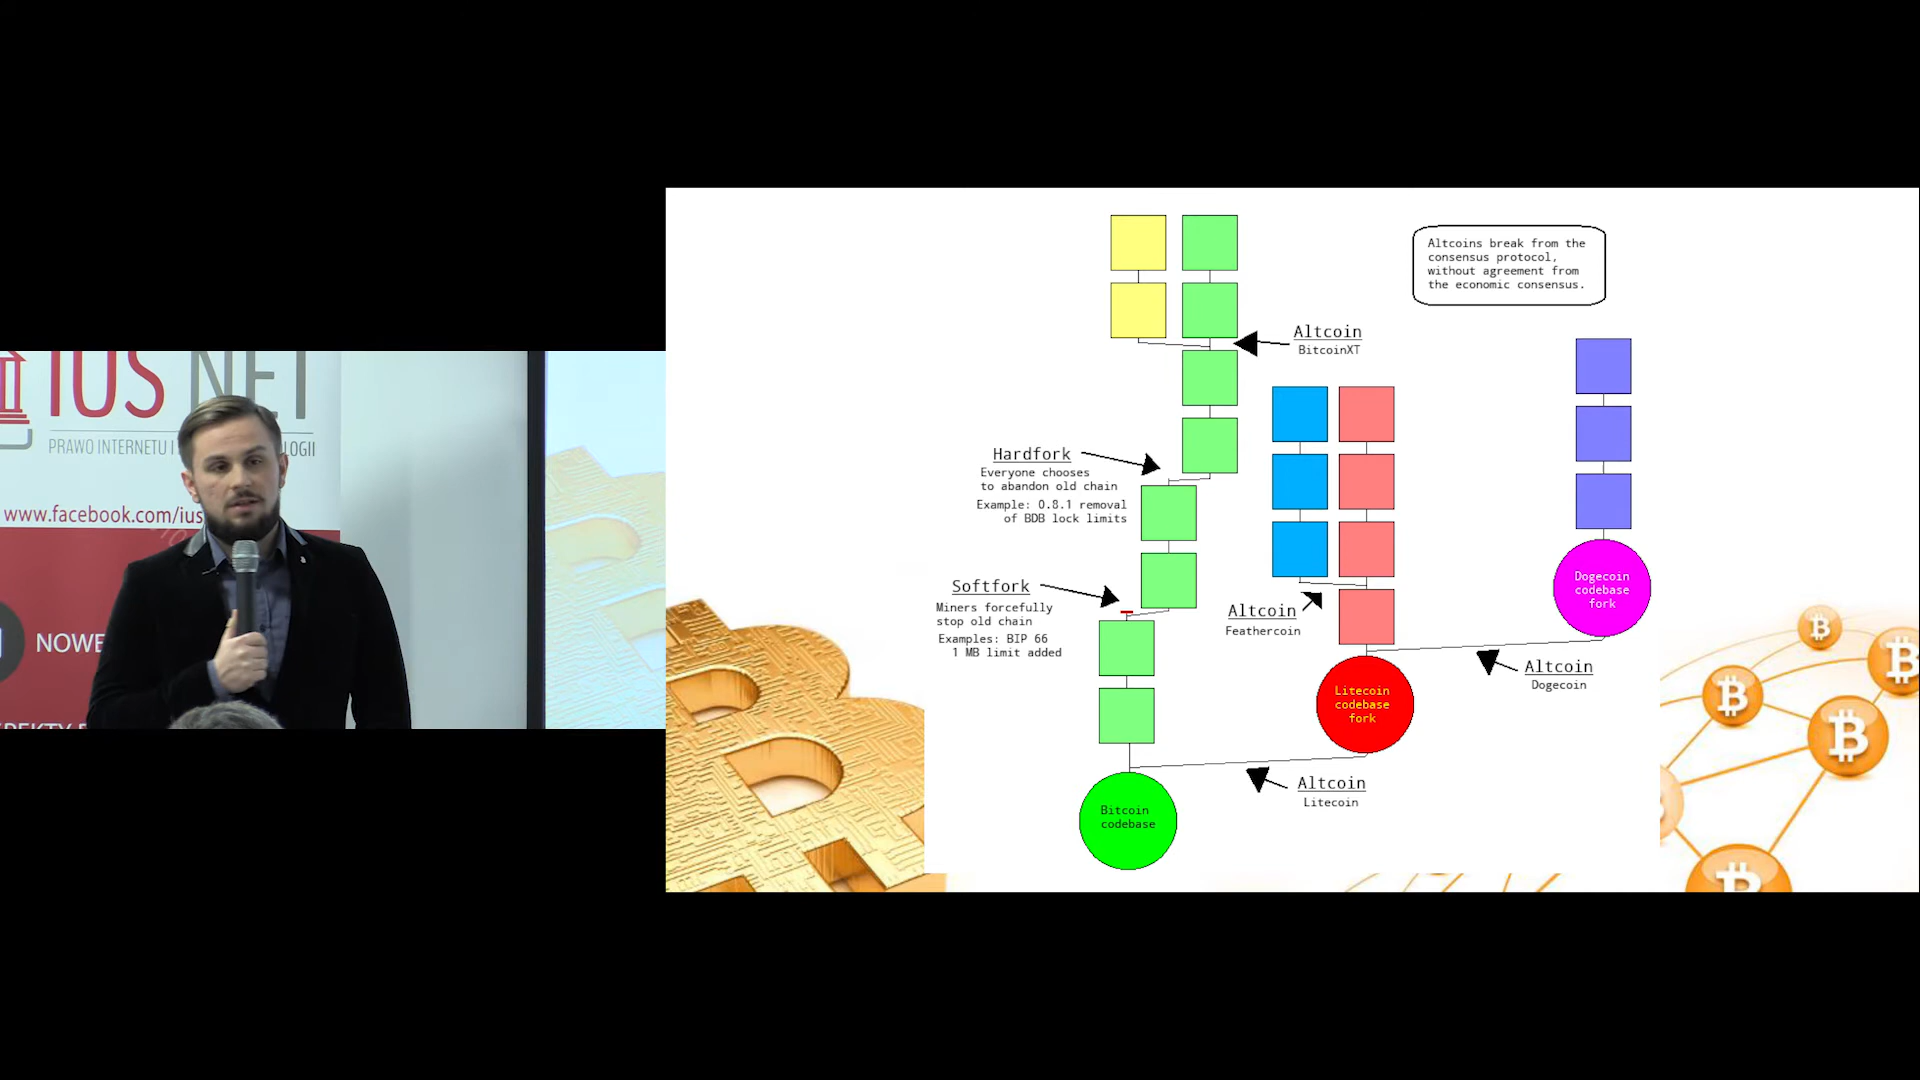 IUS NET
PRAWO INTERNETU I
LOGII
www.facebook.com/ius
NOWE
Altcoins break from the
consensus protocol,
without agreement from
the economic consensus.
Altcoin
BitcoinXT
Hardfork
Everyone chooses
to abandon old chain
Example: 0.8.1 removal
of BDB lock limits
Softfork
Miners forcefully
stop old chain
Examples: BIP 66
1 MB limit added
Altcoin
Feathercoin
Dogecoin
codebase
fork
Altcoin
Dogecoin
Litecoin
codebase
fork
Altcoin
Litecoin
Bitcoin
codebase